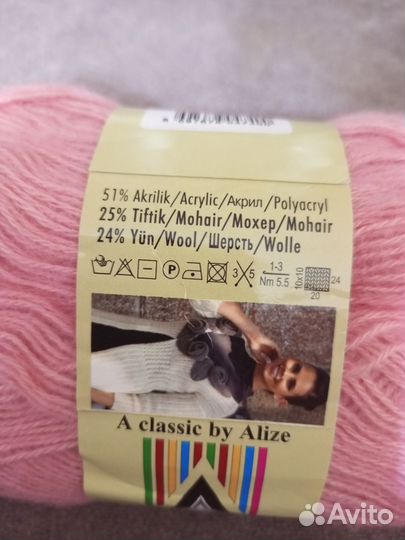 51% Akrilik/Acrylic/Акрил/Polyacryl
25% Tiftik/Mohair/Мохер/Mohair
24% Yün/Wool/Шерсть/Wolle
P 3 5 1-3 Nm 5.5 10x10 24 20
A classic by Alize
Avito